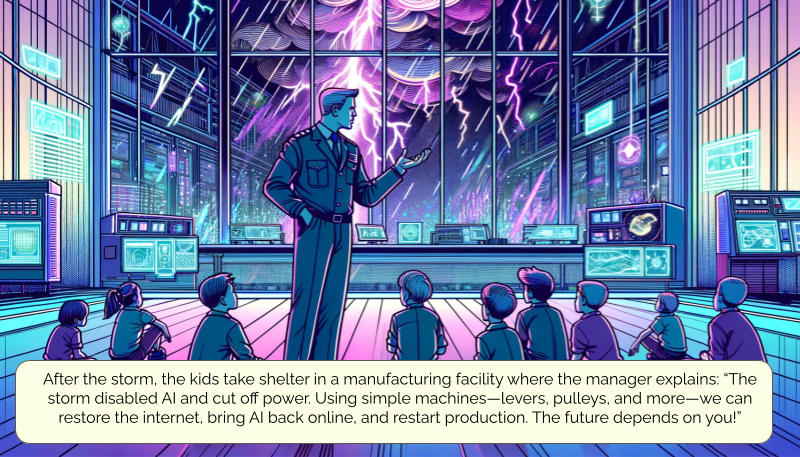 After the storm, the kids take shelter in a manufacturing facility where the manager explains: “The
storm disabled AI and cut off power. Using simple machines—levers, pulleys, and more—we can
restore the internet, bring AI back online, and restart production. The future depends on you!”